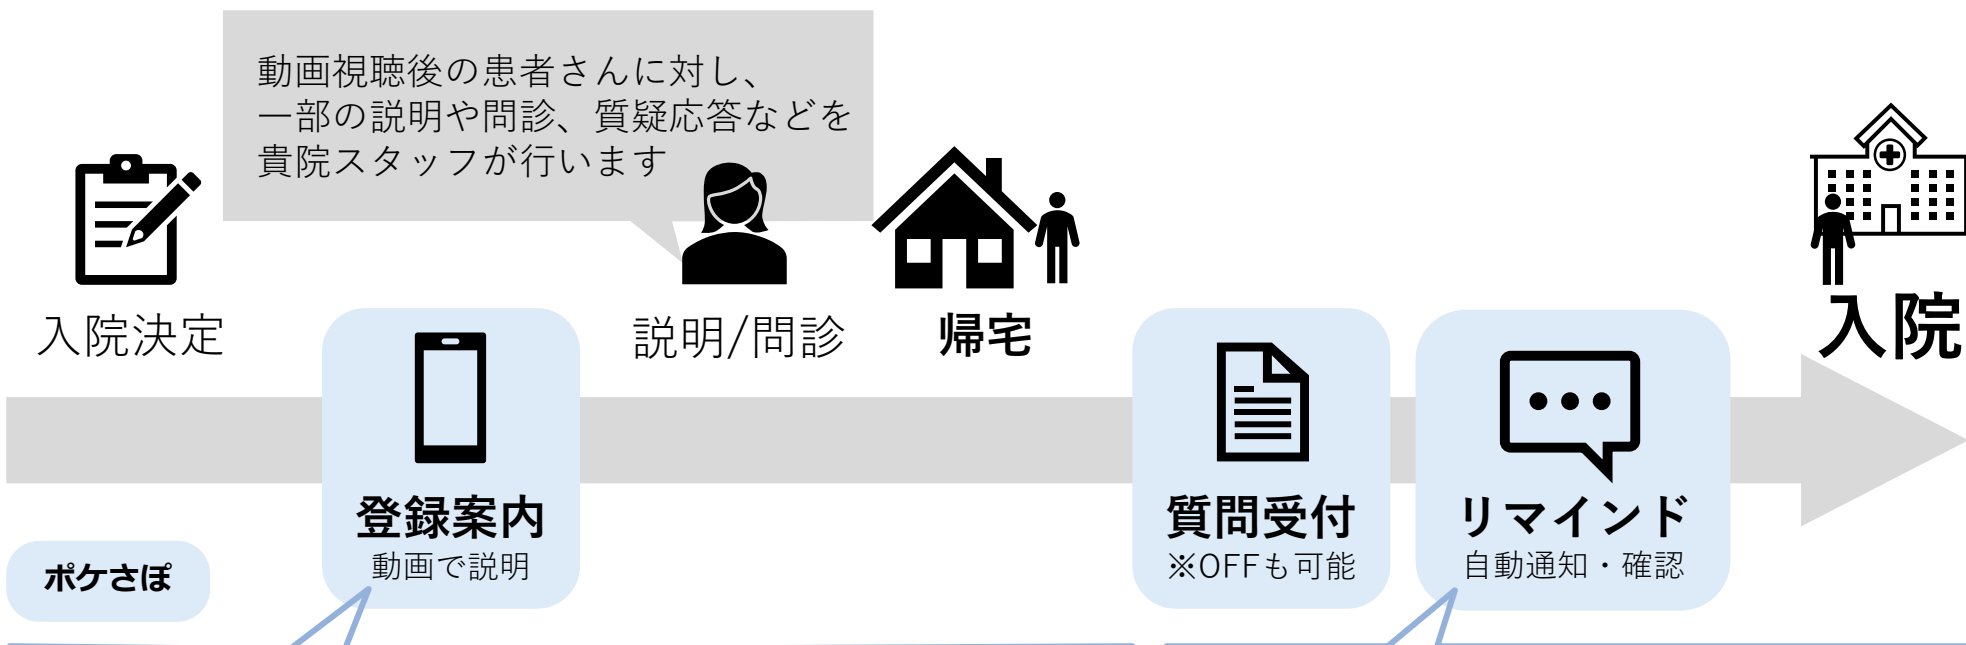 動画視聴後の患者さんに対し、
一部の説明や問診、質疑応答などを
貴院スタッフが行います
入院決定
説明/問診
帰宅
入院
登録案内
動画で説明
質問受付
※OFFも可能
リマインド
自動通知・確認
ポケさぽ